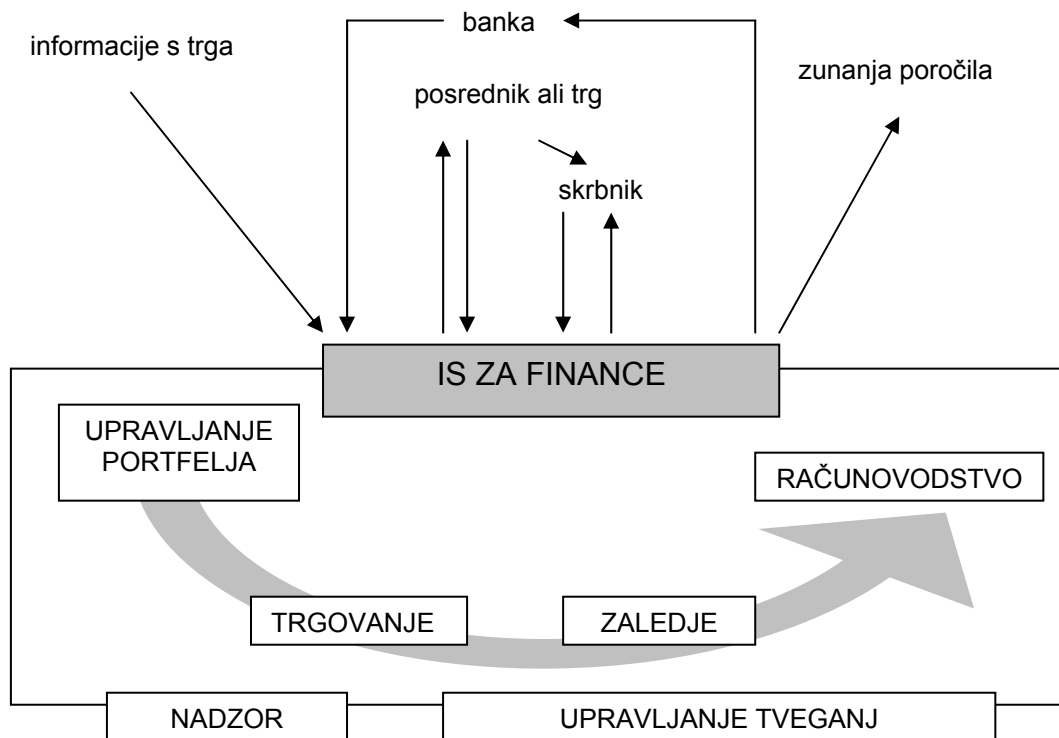 banka
informacije s trga
zunanja poročila
posrednik ali trg
skrbnik
IS ZA FINANCE
UPRAVLJANJE
PORTFELJA
RAČUNOVODSTVO
TRGOVANJE
ZALEDJE
NADZOR
UPRAVLJANJE TVEGANJ